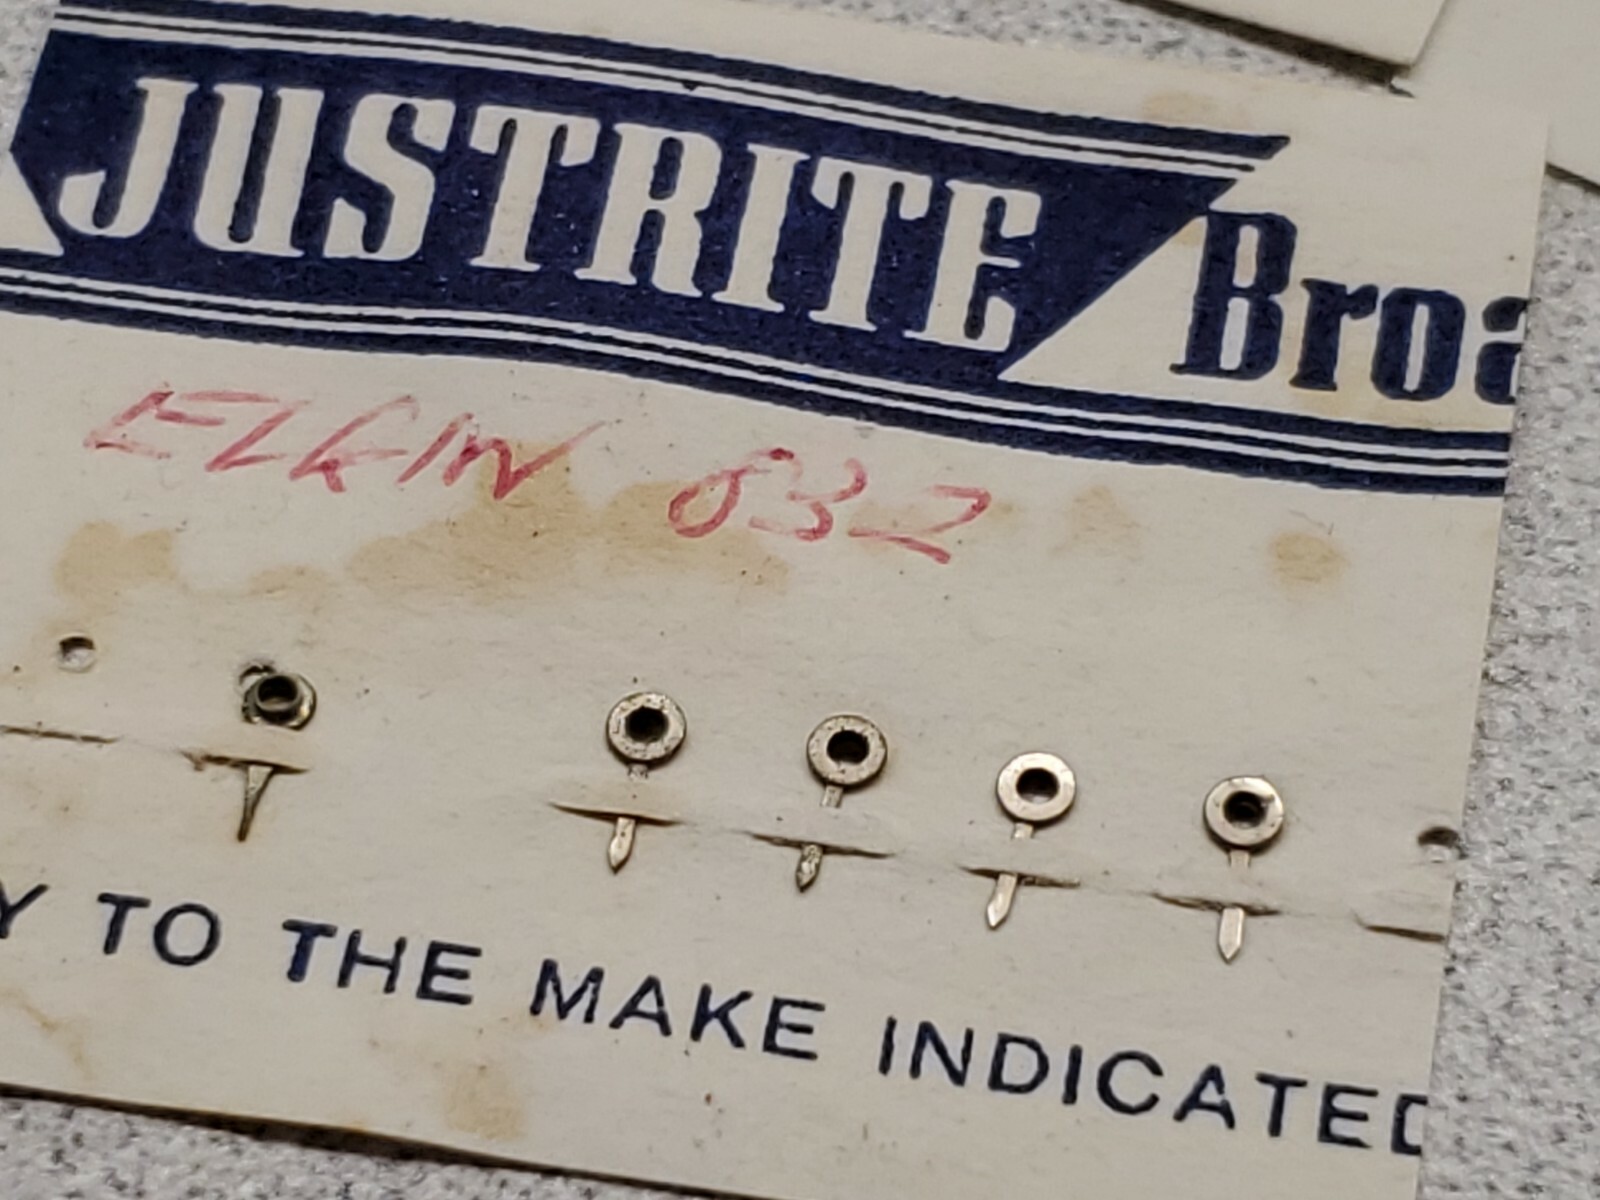 JUSTRITE Broa
ELGIN 832
Y TO THE MAKE INDICATED